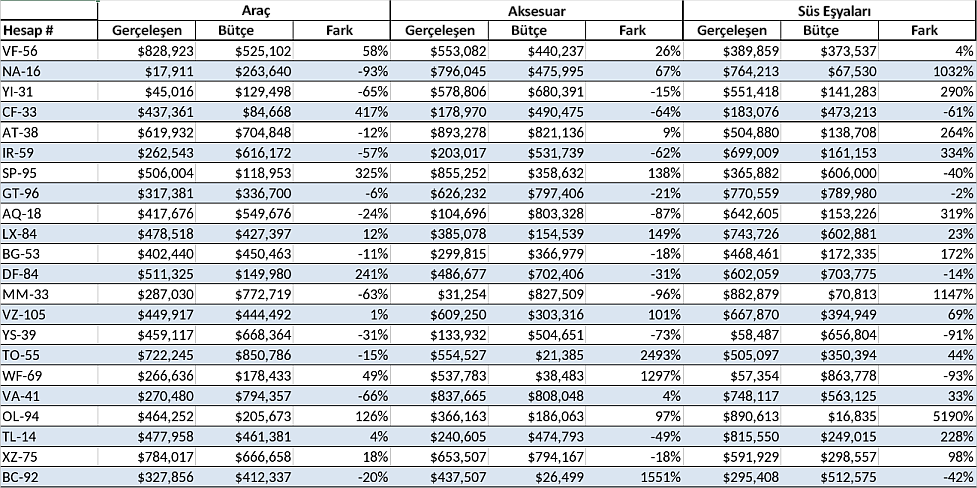 Araç Aksesuar Süs Eşyaları
Hesap # Gerçeleşen Bütçe Fark Gerçeleşen Bütçe Fark Gerçeleşen Bütçe Fark
VF-56 $828,923 $525,102 58% $553,082 $440,237 26% $389,859 $373,537 4%
NA-16 $17,911 $263,640 -93% $796,045 $475,995 67% $764,213 $67,530 1032%
YI-31 $45,016 $129,498 -65% $578,806 $680,391 -15% $551,418 $141,283 290%
CF-33 $437,361 $84,668 417% $178,970 $490,475 -64% $183,076 $473,213 -61%
AT-38 $619,932 $704,848 -12% $893,278 $821,136 9% $504,880 $138,708 264%
IR-59 $262,543 $616,172 -57% $203,017 $531,739 -62% $699,009 $161,153 334%
SP-95 $506,004 $118,953 325% $855,252 $358,632 138% $365,882 $606,000 -40%
GT-96 $317,381 $336,700 -6% $626,232 $797,406 -21% $770,559 $789,980 -2%
AQ-18 $417,676 $549,676 -24% $104,696 $803,328 -87% $642,605 $153,226 319%
LX-84 $478,518 $427,397 12% $385,078 $154,539 149% $743,726 $602,881 23%
BG-53 $402,440 $450,463 -11% $299,815 $366,979 -18% $468,461 $172,335 172%
DF-84 $511,325 $149,980 241% $486,677 $702,406 -31% $602,059 $703,775 -14%
MM-33 $287,030 $772,719 -63% $31,254 $827,509 -96% $882,879 $70,813 1147%
VZ-105 $449,917 $444,492 1% $609,250 $303,316 101% $667,870 $394,949 69%
YS-39 $459,117 $668,364 -31% $133,932 $504,651 -73% $58,487 $656,804 -91%
TO-55 $722,245 $850,786 -15% $554,527 $21,385 2493% $505,097 $350,394 44%
WF-69 $266,636 $178,433 49% $537,783 $38,483 1297% $57,354 $863,778 -93%
VA-41 $270,480 $794,357 -66% $837,665 $808,048 4% $748,117 $563,125 33%
OL-94 $464,252 $205,673 126% $366,163 $186,063 97% $890,613 $16,835 5190%
TL-14 $477,958 $461,381 4% $240,605 $474,793 -49% $815,550 $249,015 228%
XZ-75 $784,017 $666,658 18% $653,507 $794,167 -18% $591,929 $298,557 98%
BC-92 $327,856 $412,337 -20% $437,507 $26,499 1551% $295,408 $512,575 -42%